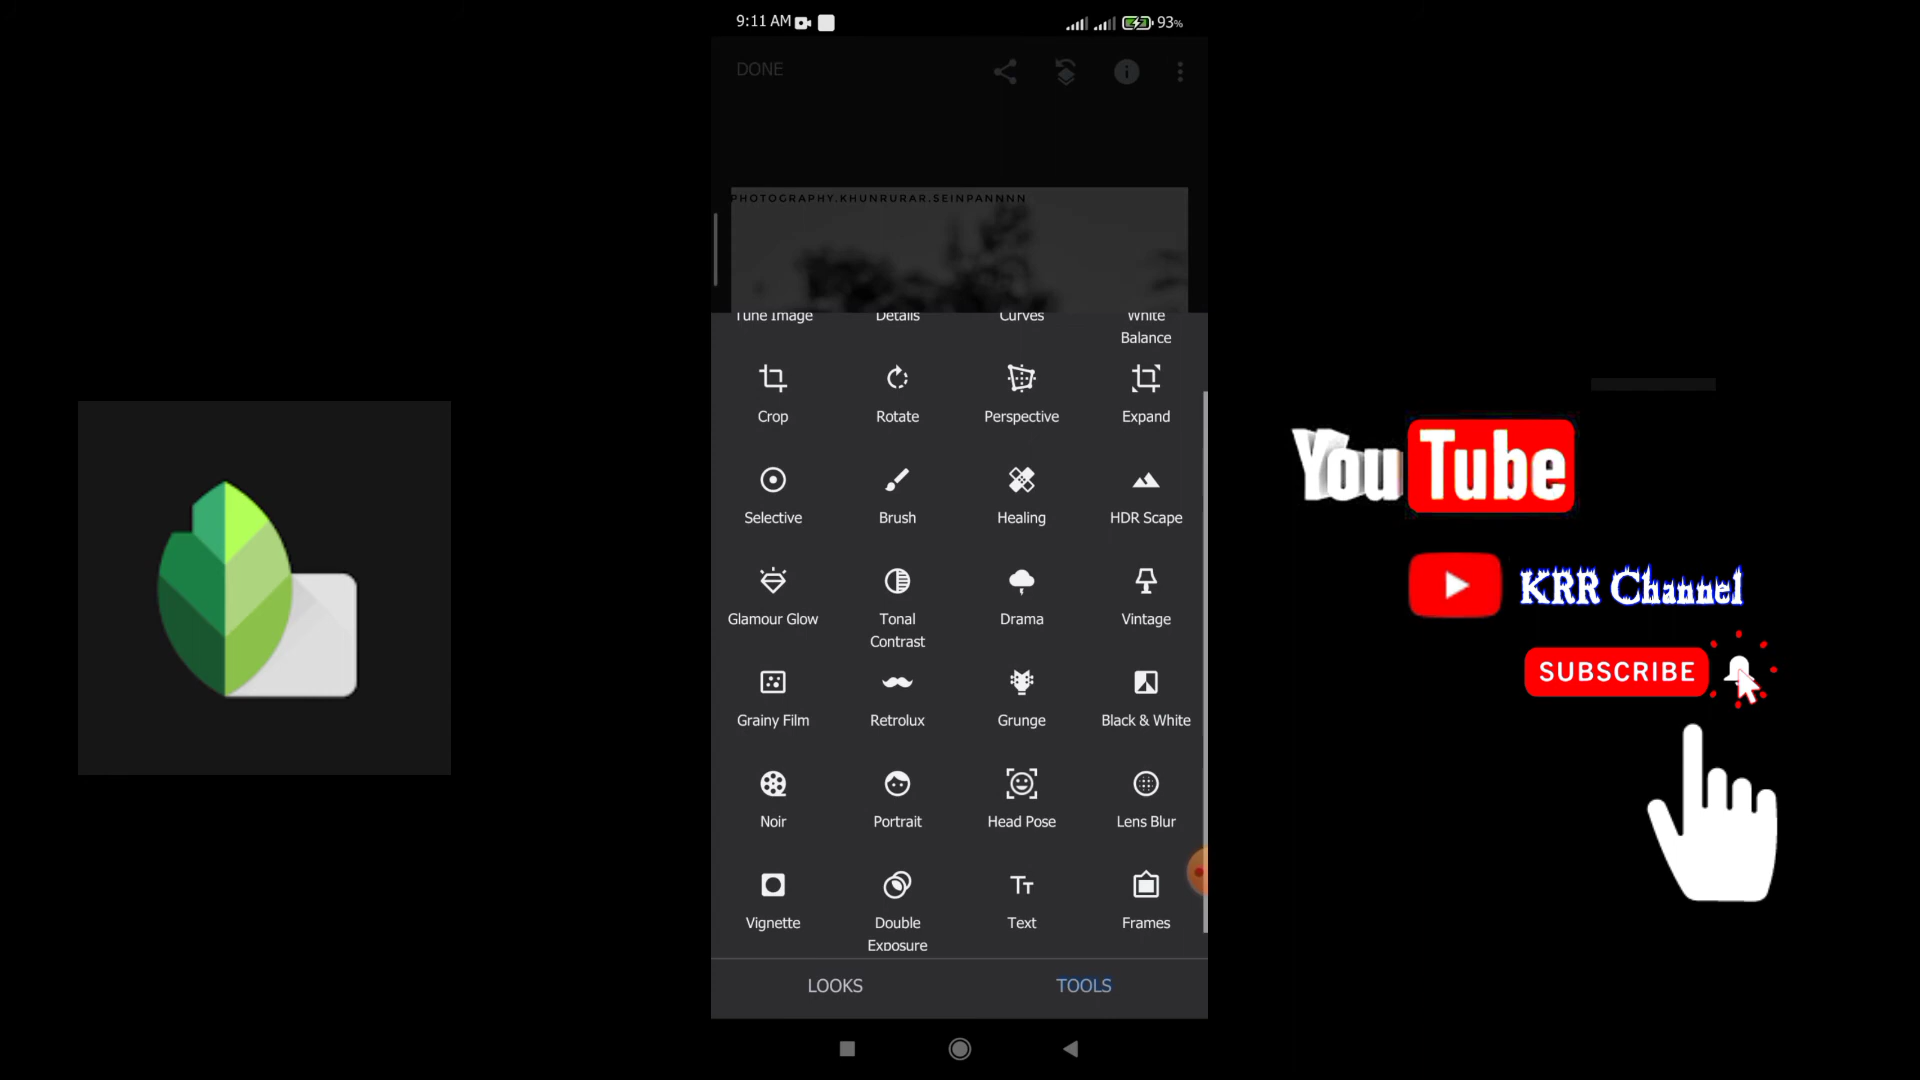 9:11 AM
93%
DONE
PHOTOGRAPHY.KHUNRURAR.SEINPANNNN
Tune Image
Details
Curves
White
Balance
Crop
Rotate
Perspective
Expand
Selective
Brush
Healing
HDR Scape
Glamour Glow
Tonal
Contrast
Drama
Vintage
Grainy Film
Retrolux
Grunge
Black & White
Noir
Portrait
Head Pose
Lens Blur
Vignette
Double
Exposure
Text
Frames
LOOKS
TOOLS
YouTube
KRR Channel
SUBSCRIBE